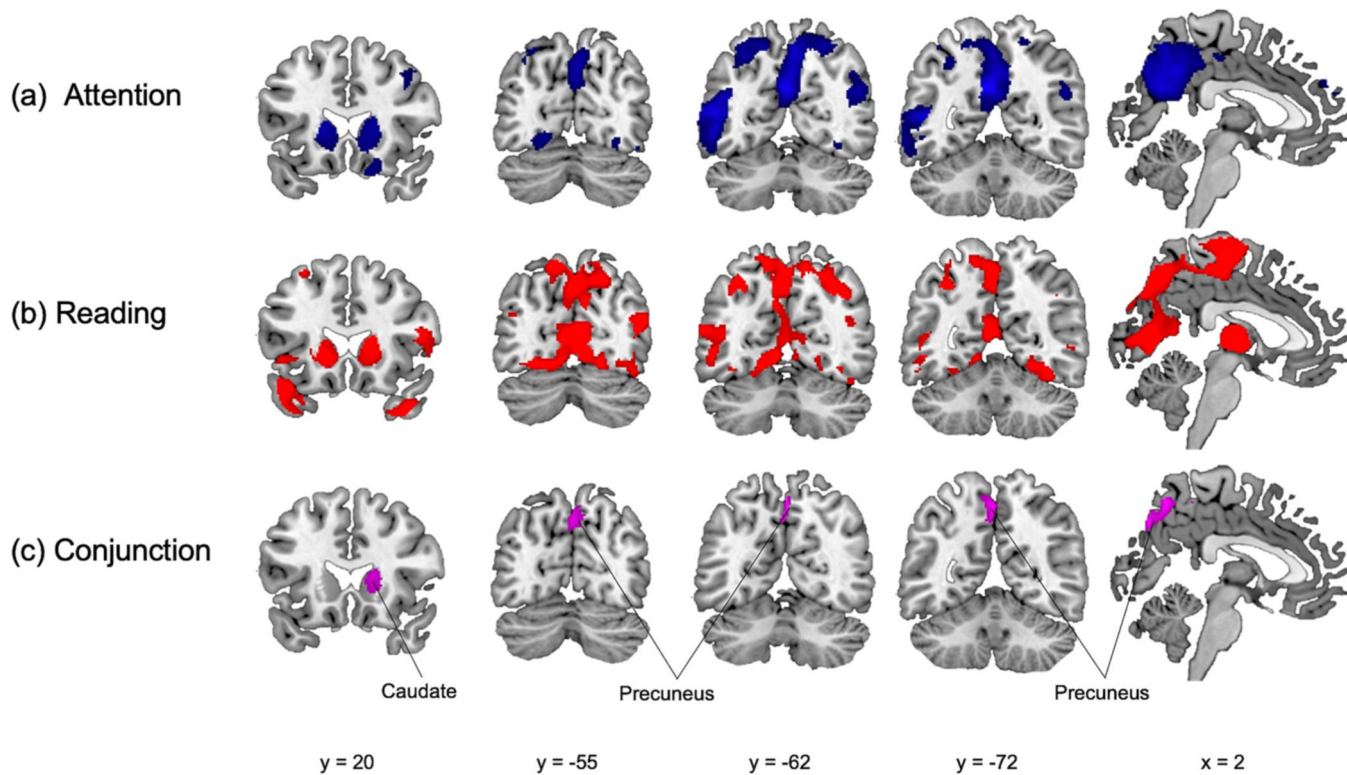 (a) Attention
(b) Reading
(c) Conjunction
Caudate
Precuneus
Precuneus
y = 20
y = -55
y = -62
y = -72
x = 2